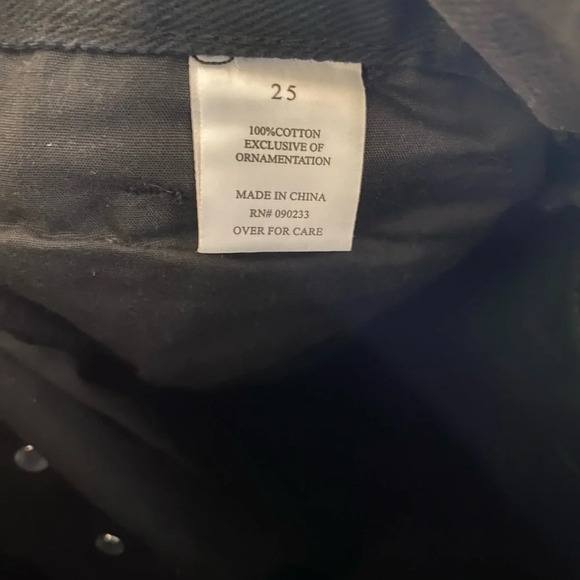 25
100%COTTON
EXCLUSIVE OF
ORNAMENTATION
MADE IN CHINA
RN# 090233
OVER FOR CARE